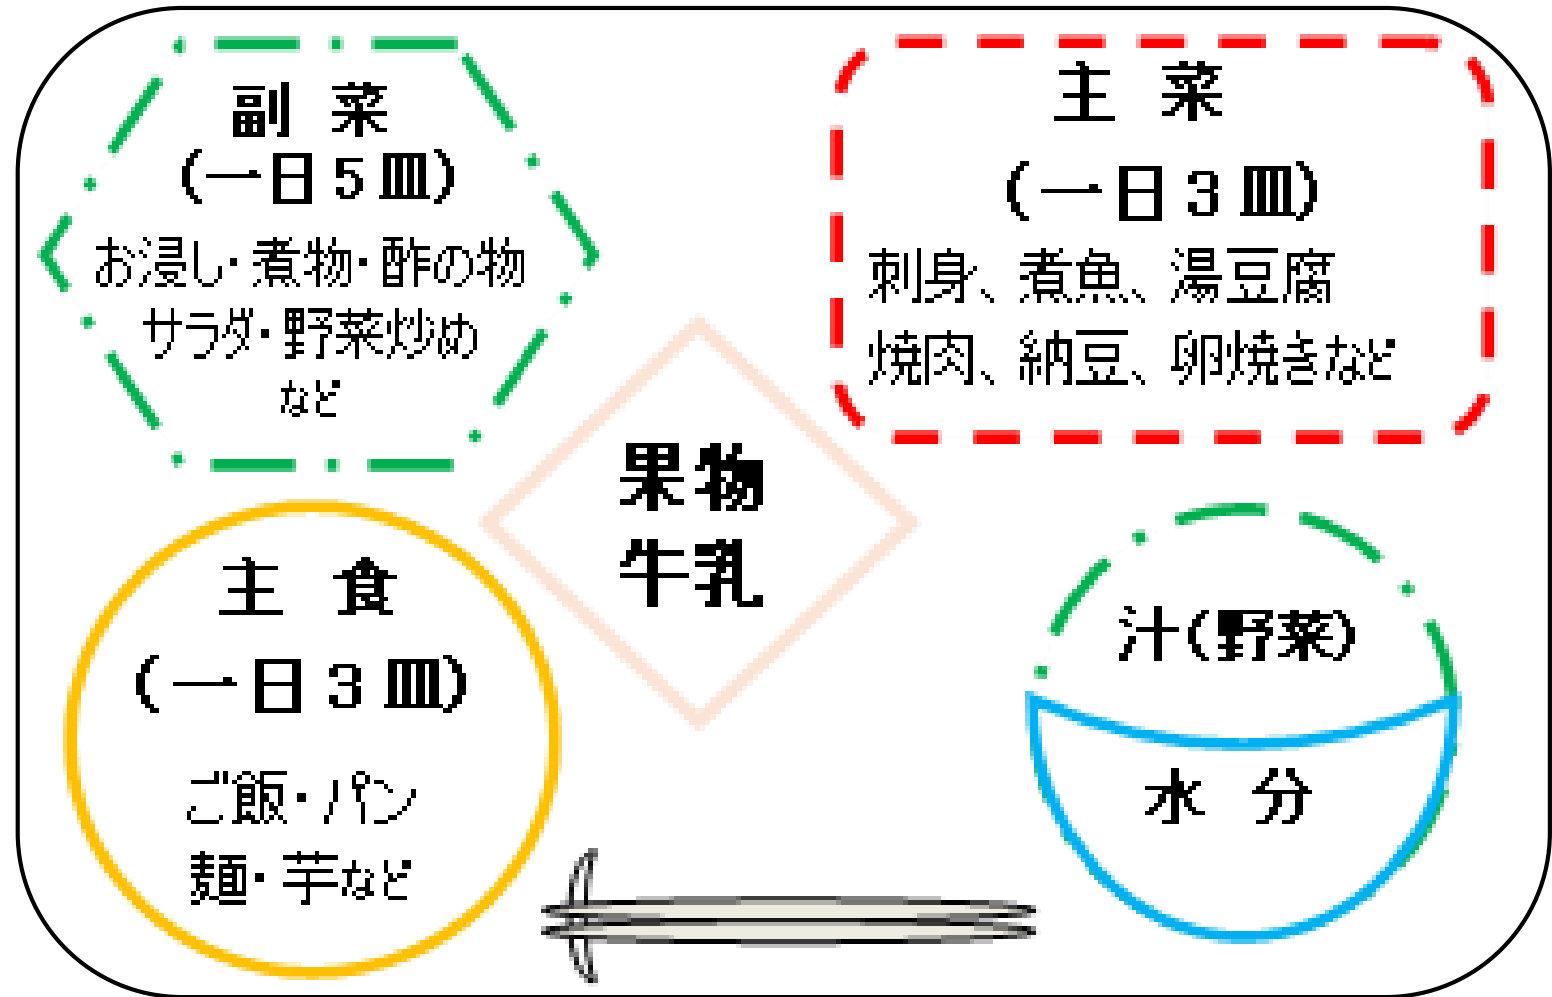 副 菜
(一日5皿)
お浸し・煮物・酢の物
サラダ・野菜炒め
など
主 菜
(一日3皿)
刺身、煮魚、湯豆腐
焼肉、納豆、卵焼きなど
果物
牛乳
主 食
(一日3皿)
ご飯・パン
麺・芋など
汁(野菜)
水 分